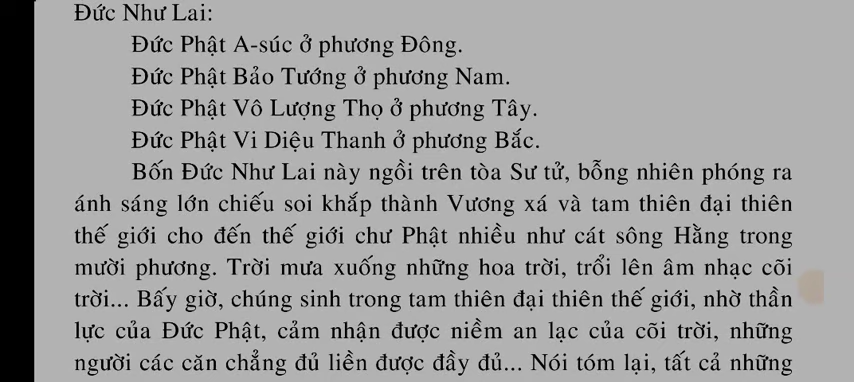 Đức Như Lai:
Đức Phật A-súc ở phương Đông.
Đức Phật Bảo Tướng ở phương Nam.
Đức Phật Vô Lượng Thọ ở phương Tây.
Đức Phật Vi Diệu Thanh ở phương Bắc.
Bốn Đức Như Lai này ngồi trên tòa Sư tử, bỗng nhiên phóng ra
ánh sáng lớn chiếu soi khắp thành Vương xá và tam thiên đại thiên
thế giới cho đến thế giới chư Phật nhiều như cát sông Hằng trong
mười phương. Trời mưa xuống những hoa trời, trổi lên âm nhạc cõi
trời... Bấy giờ, chúng sinh trong tam thiên đại thiên thế giới, nhờ thần
lực của Đức Phật, cảm nhận được niềm an lạc của cõi trời, những
người các căn chẳng đủ liền được đầy đủ... Nói tóm lại, tất cả những